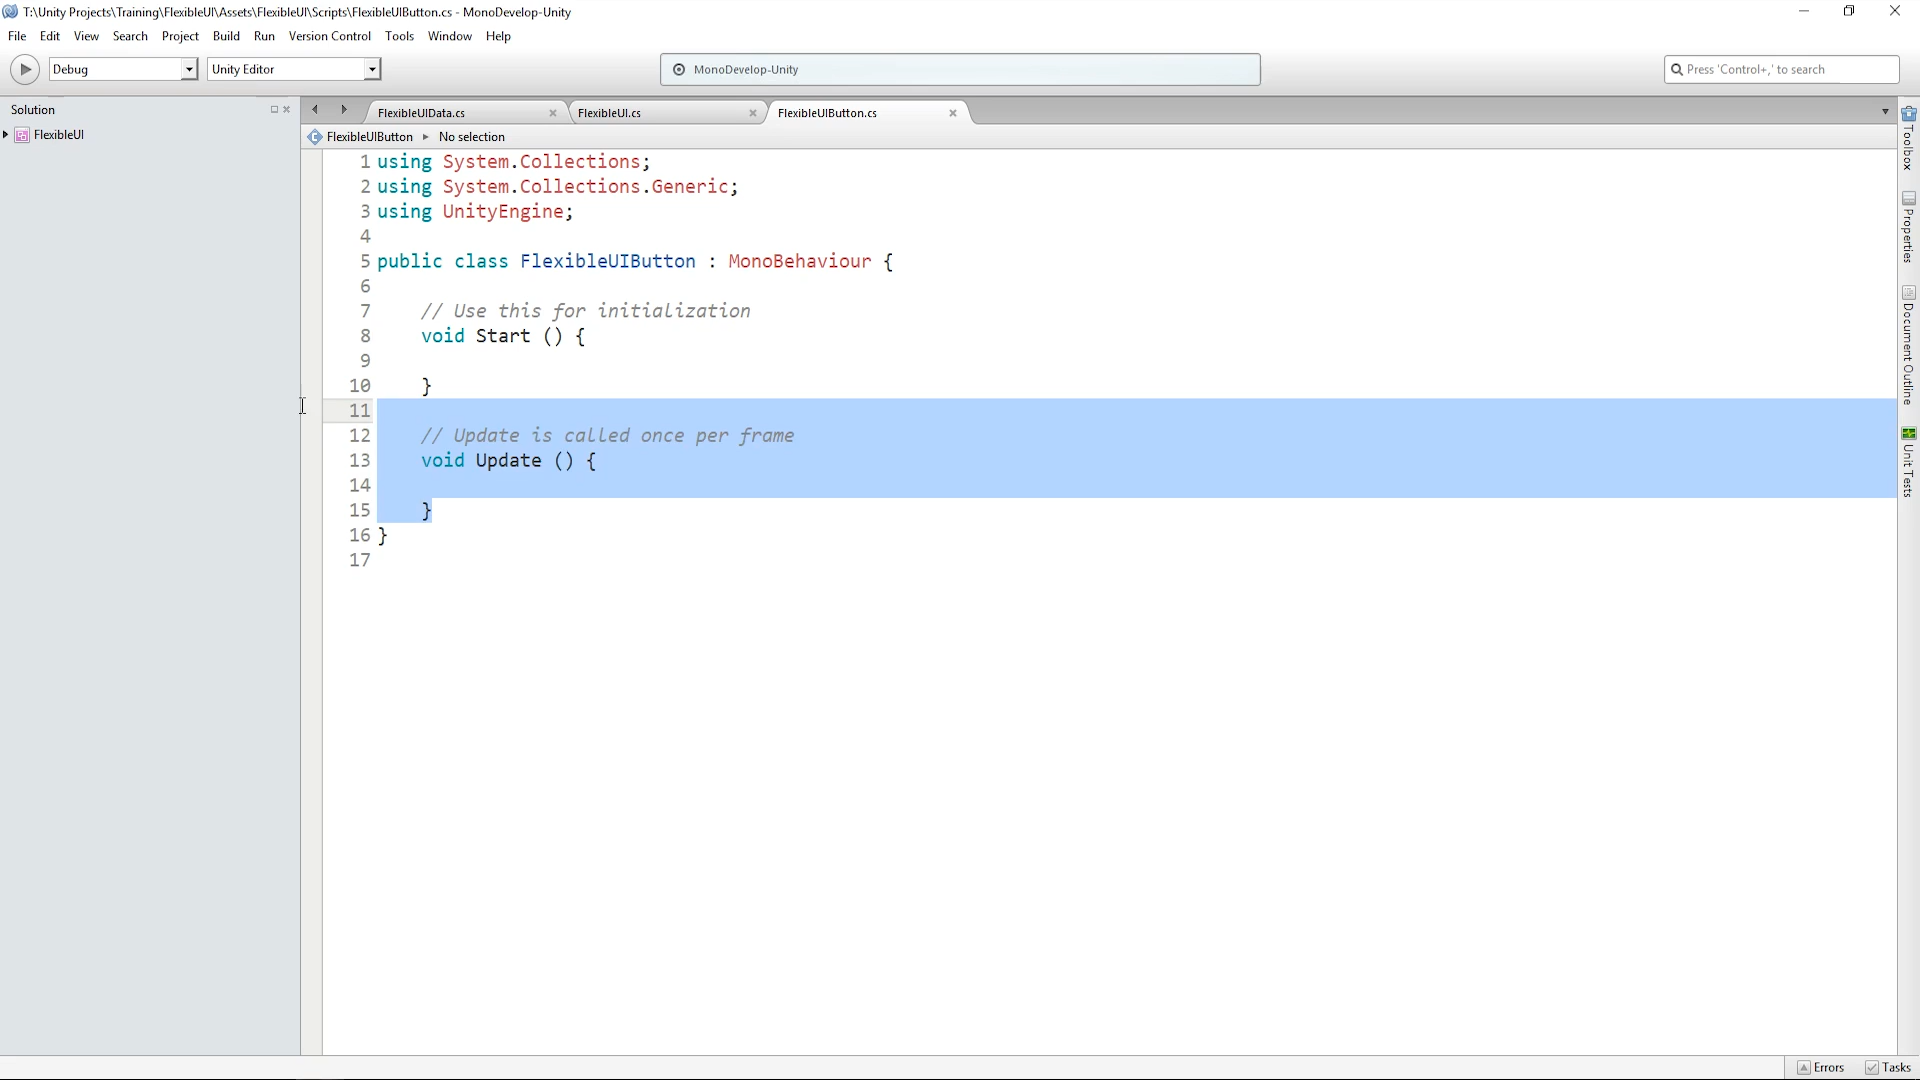 T:\Unity Projects\Training\FlexibleUI\Assets\FlexibleUI\Scripts\FlexibleUIButton.cs - MonoDevelop-Unity
File Edit View Search Project Build Run Version Control Tools Window Help
Debug
Unity Editor
MonoDevelop-Unity
Press 'Control+,' to search
Solution
FlexibleUI
FlexibleUIData.cs
FlexibleUI.cs
FlexibleUIButton.cs
FlexibleUIButton
No selection
1 using System.Collections;
2 using System.Collections.Generic;
3 using UnityEngine;
4
5 public class FlexibleUIButton : MonoBehaviour {
6
7 // Use this for initialization
8 void Start () {
9
10 }
11
12 // Update is called once per frame
13 void Update () {
14
15 }
16 }
17
Toolbox
Properties
Document Outline
Unit Tests
Errors
Tasks